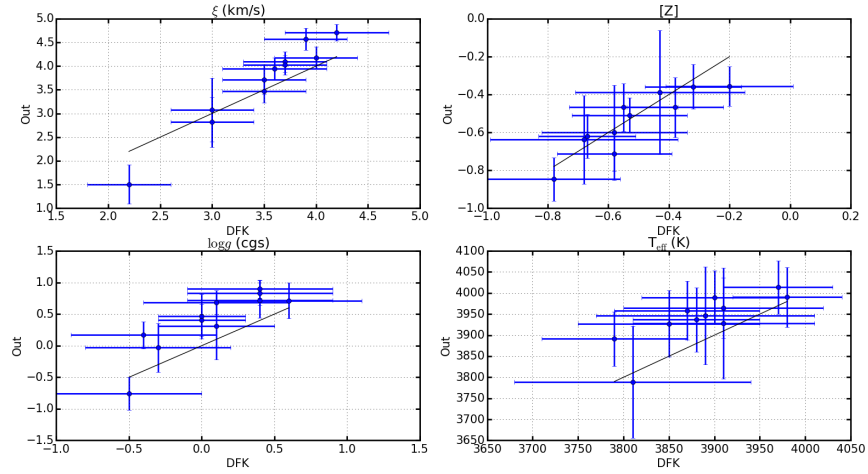 ξ (km/s)
5.0
4.5
4.0
3.5
3.0
2.5
2.0
1.5
1.0
Out
1.5 2.0 2.5 3.0 3.5 4.0 4.5 5.0
DFK
[Z]
0.0
−0.2
−0.4
−0.6
−0.8
−1.0
Out
−1.0 −0.8 −0.6 −0.4 −0.2 0.0 0.2
DFK
log g (cgs)
1.5
1.0
0.5
0.0
−0.5
−1.0
−1.5
Out
−1.0 −0.5 0.0 0.5 1.0 1.5
DFK
T_eff (K)
4100
4050
4000
3950
3900
3850
3800
3750
3700
3650
Out
3650 3700 3750 3800 3850 3900 3950 4000 4050
DFK